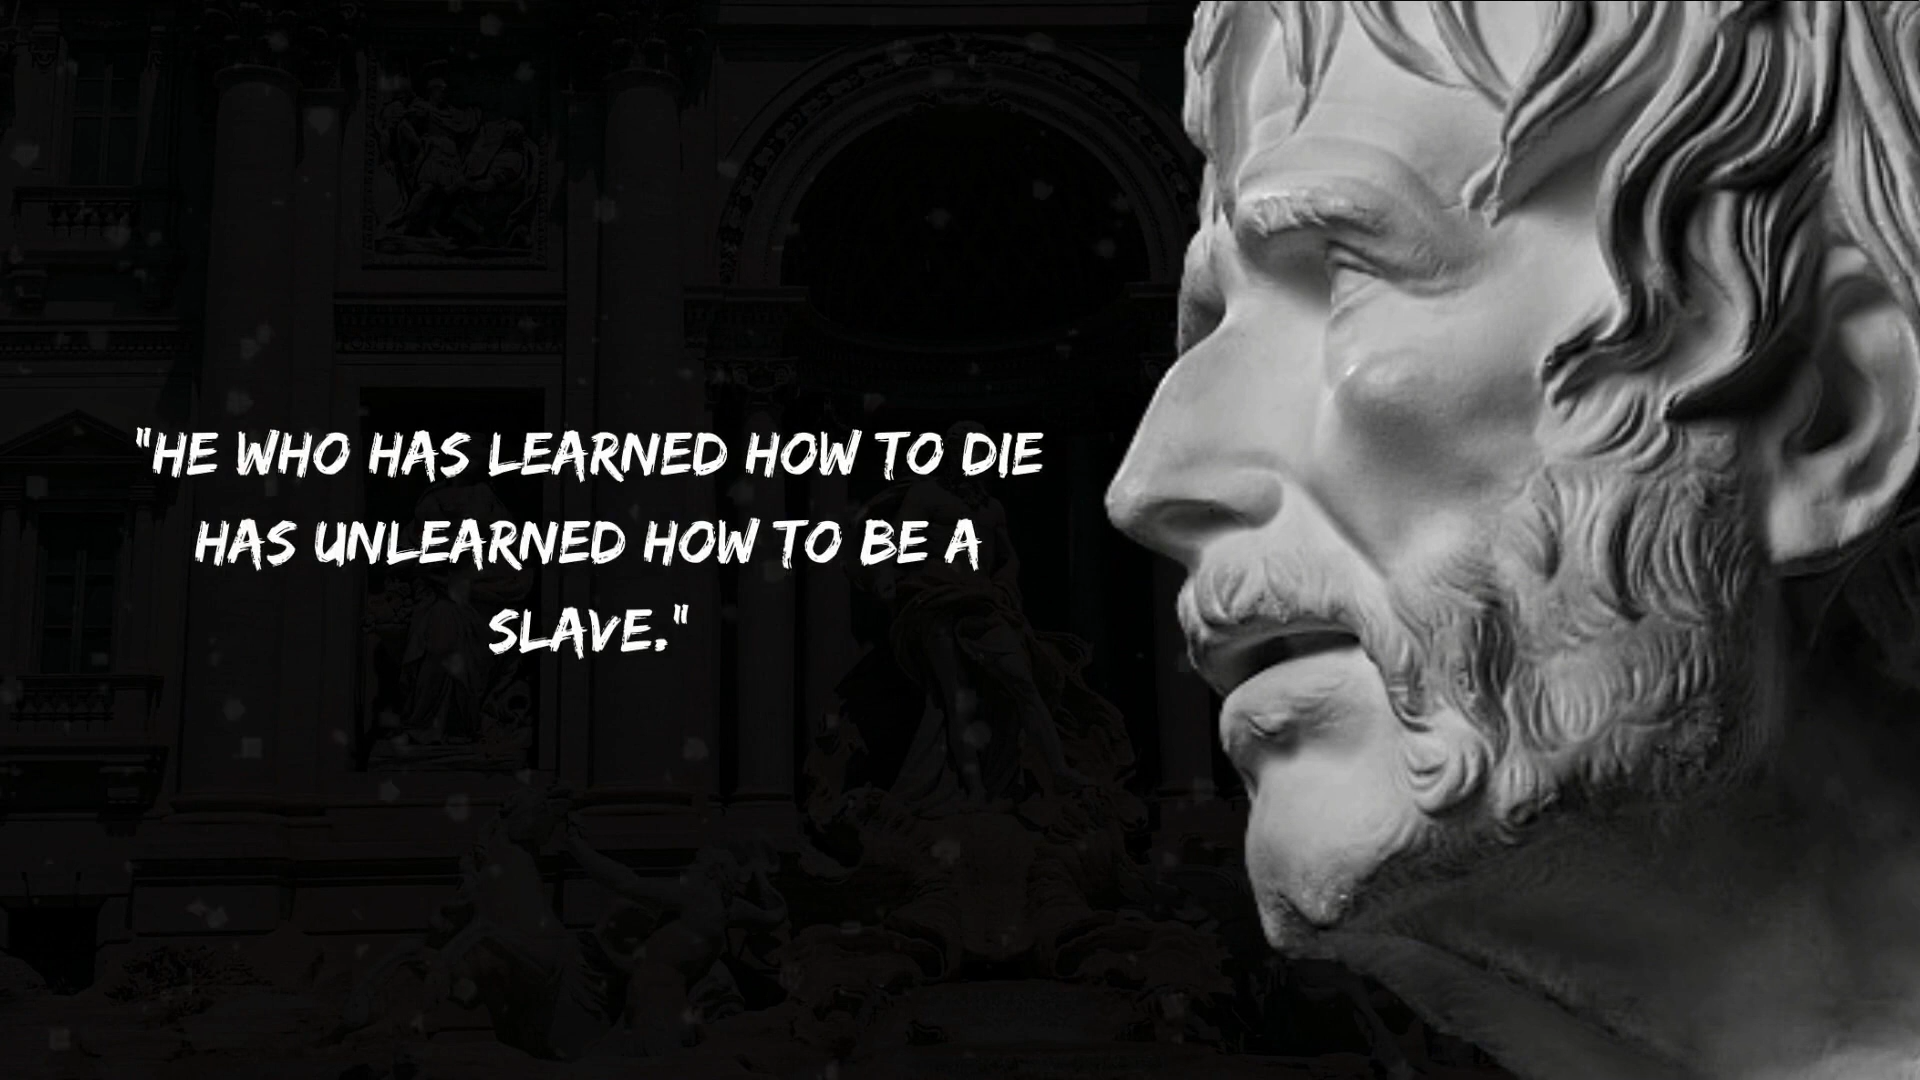 "HE WHO HAS LEARNED HOW TO DIE
HAS UNLEARNED HOW TO BE A
SLAVE."